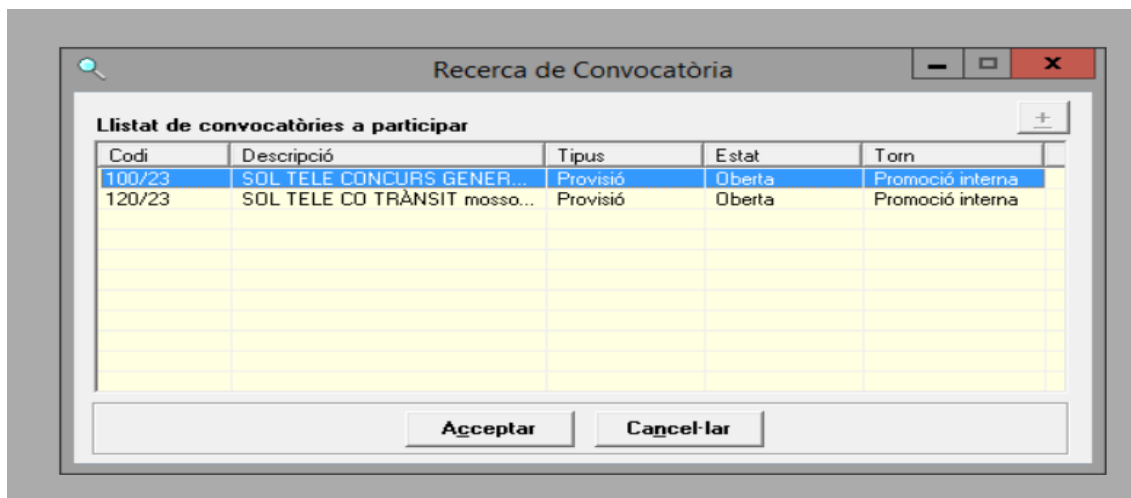 Recerca de Convocatòria
Llistat de convocatòries a participar
Codi Descripció Tipus Estat Torn
100/23 SOL TELE CONCURS GENER... Provisió Oberta Promoció interna
120/23 SOL TELE CO TRÀNSIT mosso... Provisió Oberta Promoció interna
Acceptar Cancel·lar